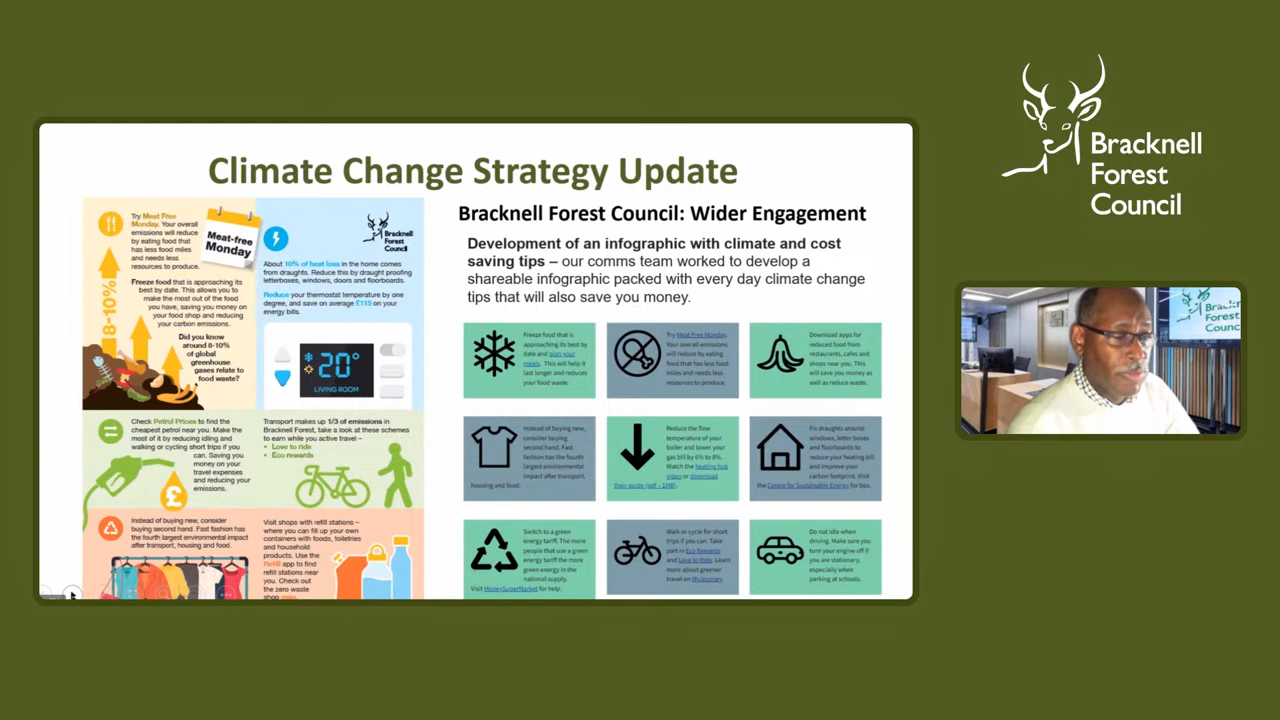 Climate Change Strategy Update
Try Meat Free
Monday. Your overall
emissions will reduce
by eating food that
has less food miles
and needs less
resources to produce.
Meat-free
Monday
Freeze food that is approaching its
best by date. This allows you to
make the most out of the food
you have, saving you money on
your food shop and reducing
your carbon emissions.
8-10%
Did you know
around 8-10%
of global
greenhouse
gases relate to
food waste?
Bracknell
Forest
Council
About 10% of heat loss in the home comes
from draughts. Reduce this by draught proofing
letterboxes, windows, doors and floorboards.
Reduce your thermostat temperature by one
degree, and save on average £115 on your
energy bills.
20°
LIVING ROOM
Check Petrol Prices to find the
cheapest petrol near you. Make the
most of it by reducing idling and
walking or cycling short trips if you
can. Saving you
money on your
travel expenses
and reducing your
carbon
emissions.
£
Transport makes up 1/3 of emissions in
Bracknell Forest, take a look at these schemes
to earn while you active travel –
• Love to ride
• Eco rewards
Instead of buying new, consider
buying second hand. Fast fashion has
the fourth largest environmental impact
after transport, housing and food.
Visit shops with refill stations –
where you can fill up your own
containers with foods, toiletries
and household
products. Use the
Refill app to find
refill stations near
you. Check out
the zero waste
shop map.
Bracknell Forest Council: Wider Engagement
Development of an infographic with climate and cost
saving tips – our comms team worked to develop a
shareable infographic packed with every day climate change
tips that will also save you money.
Freeze food that is
approaching its best by
date and plan your
meals. This will help it
last longer and reduces
your food waste.
Try Meat Free Monday.
Your overall emissions
will reduce by eating
food that has less food
miles and needs less
resources to produce.
Download apps for
reduced food from
restaurants, cafes and
shops near you. This
will save you money as
well as reduce waste.
Instead of buying new,
consider buying
second hand. Fast
fashion has the fourth
largest environmental
impact after transport,
housing and food.
Reduce the flow
temperature of your
boiler and lower your
gas bill by 6% to 8%.
Watch the heating hub
video or download
their guide (pdf - 1MB).
Fix draughts around
windows, letter boxes
and floorboards to
reduce your heating bill
and improve your
carbon footprint. Visit
the Centre for Sustainable Energy for tips.
Switch to a green
energy tariff. The more
people that use a green
energy tariff the more
green energy in the
national supply.
Visit MoneySuperMarket for help.
Walk or cycle for short
trips if you can. Take
part in Eco Rewards
and Love to Ride. Learn
more about greener
travel on MyJourney.
Do not idle when
driving. Make sure you
turn your engine off if
you are stationary,
especially when
parking at schools.
Bracknell
Forest
Council
Brackn
Forest
Counc